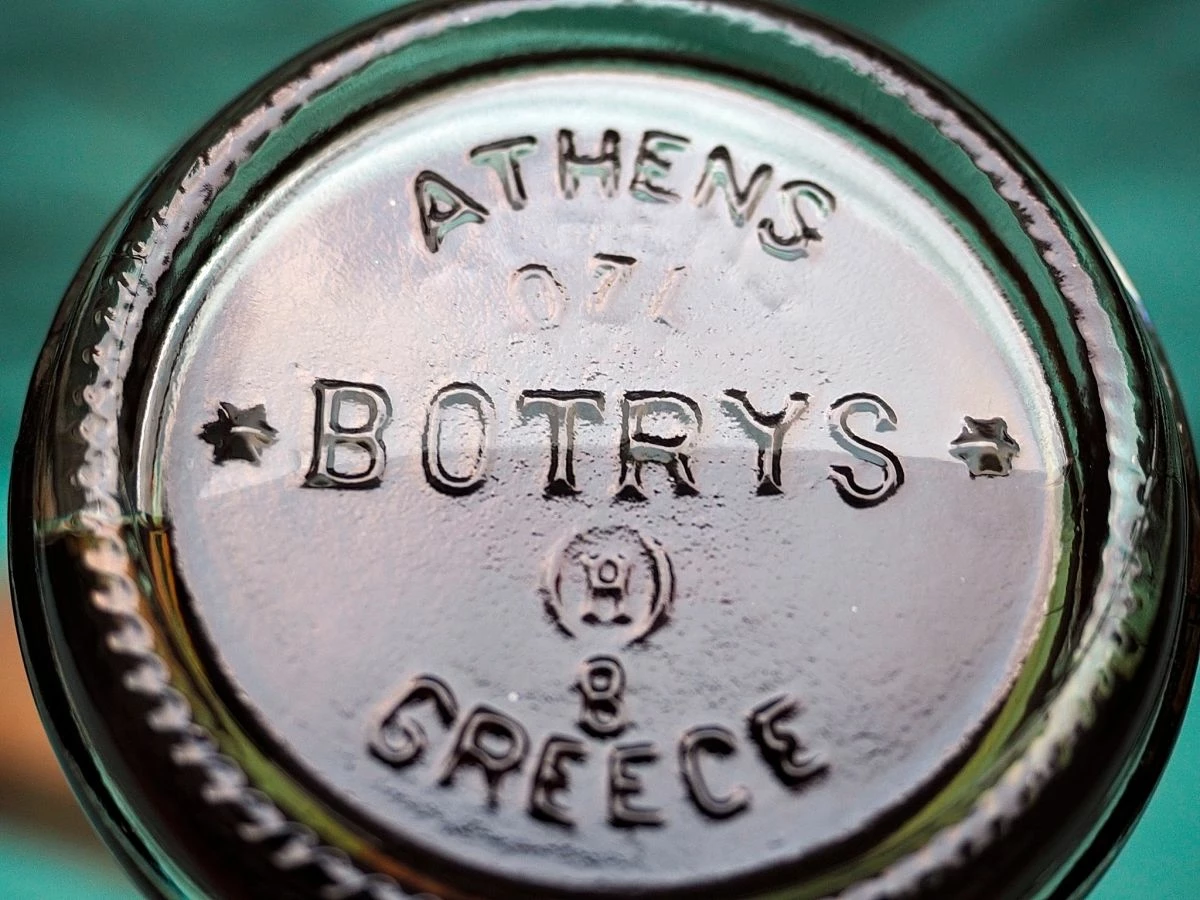 ATHENS
071
★ BOTRYS ★
H
8
GREECE